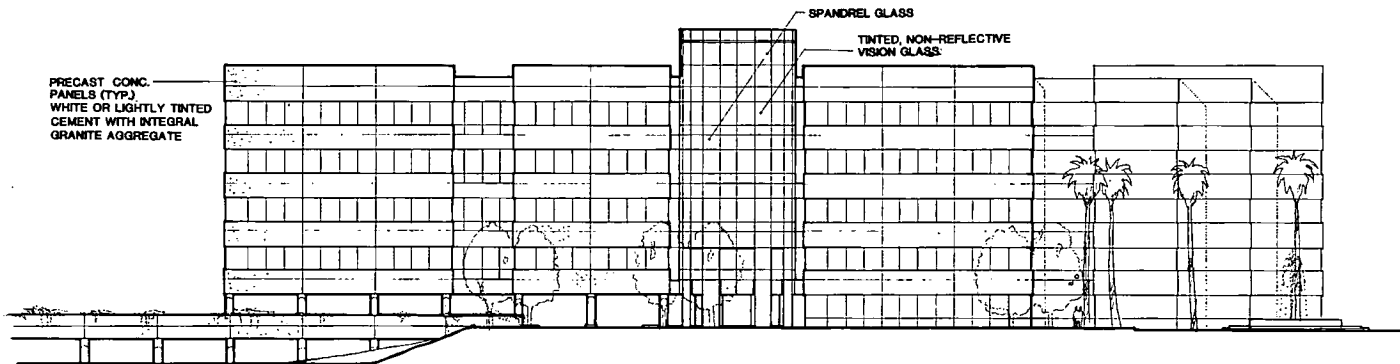 SPANDREL GLASS
TINTED, NON-REFLECTIVE
VISION GLASS
PRECAST CONC.
PANELS (TYP.)
WHITE OR LIGHTLY TINTED
CEMENT WITH INTEGRAL
GRANITE AGGREGATE